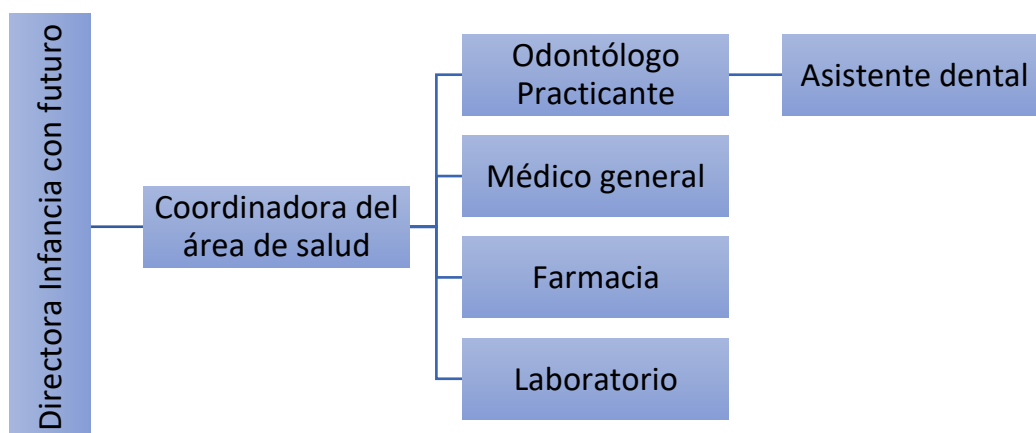 Directora Infancia con futuro
Coordinadora del
área de salud
Odontólogo
Practicante
Asistente dental
Médico general
Farmacia
Laboratorio